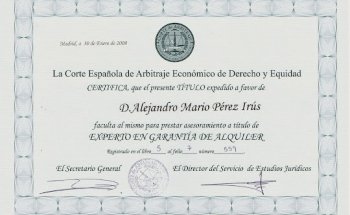 Madrid, a 10 de Enero de 2008
La Corte Española de Arbitraje Económico de Derecho y Equidad
CERTIFICA, que el presente TÍTULO expedido a favor de
D. Alejandro Mario Pérez Irús
faculta al mismo para prestar asesoramiento a título de
EXPERTO EN GARANTÍA DE ALQUILER
Registrado en el libro 5 al folio 7 número 559
El Secretario General
El Director del Servicio de Estudios Jurídicos